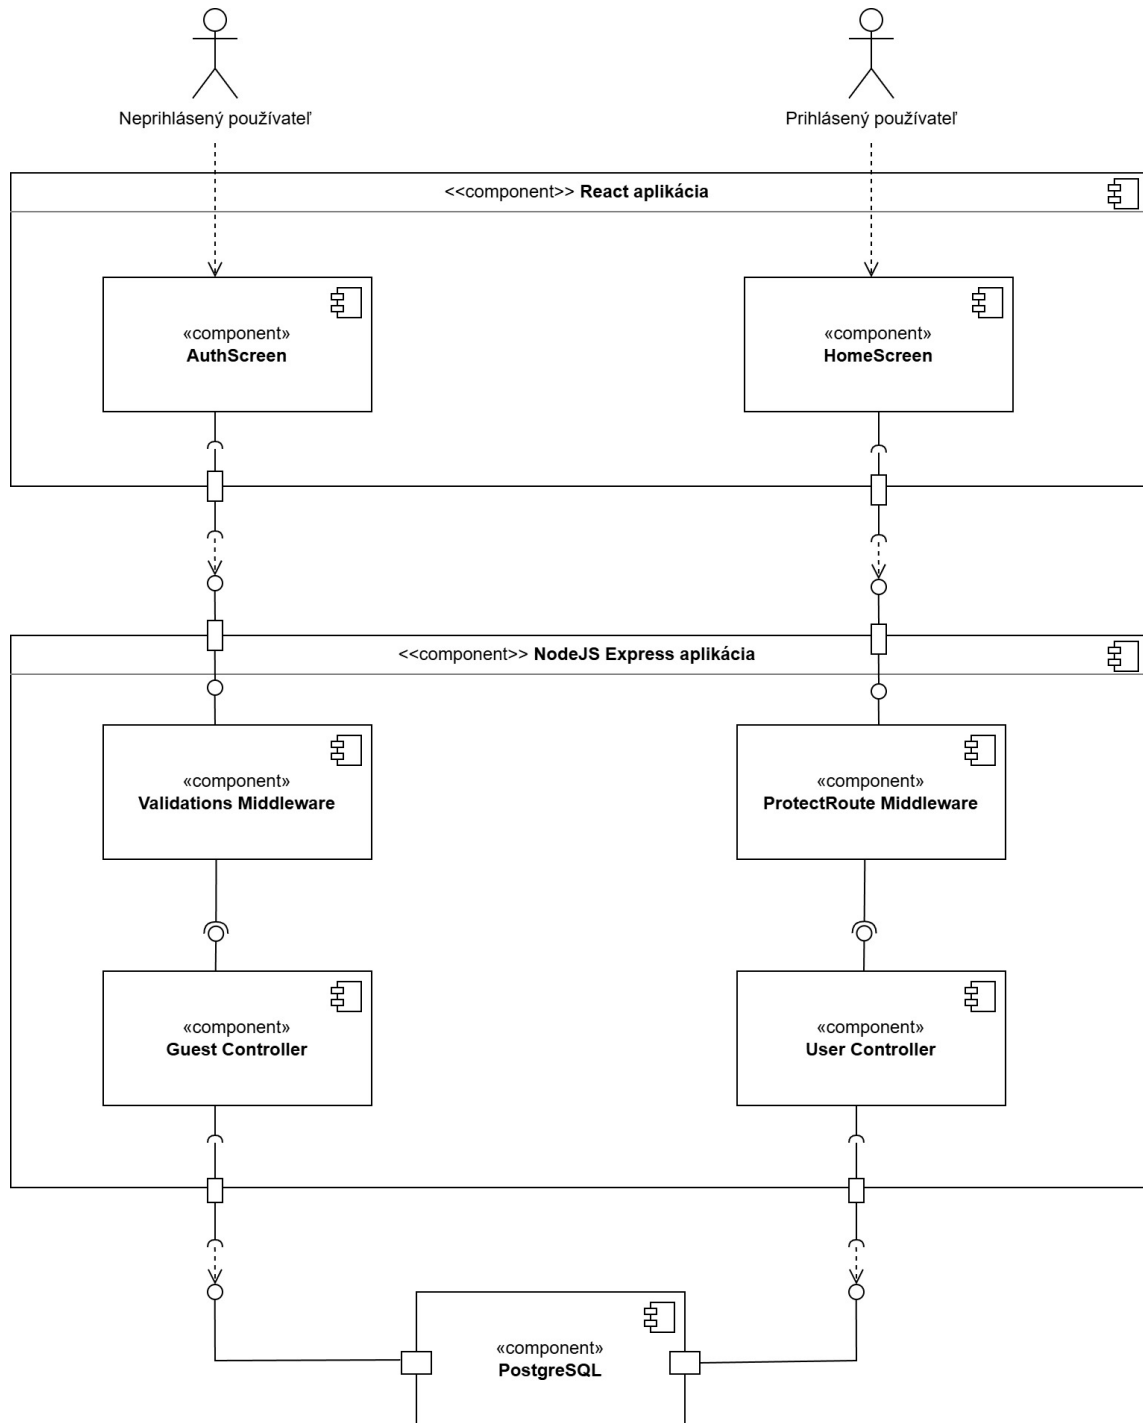 Neprihlásený používateľ
Prihlásený používateľ
<<component>> React aplikácia
«component»
AuthScreen
«component»
HomeScreen
<<component>> NodeJS Express aplikácia
«component»
Validations Middleware
«component»
ProtectRoute Middleware
«component»
Guest Controller
«component»
User Controller
«component»
PostgreSQL